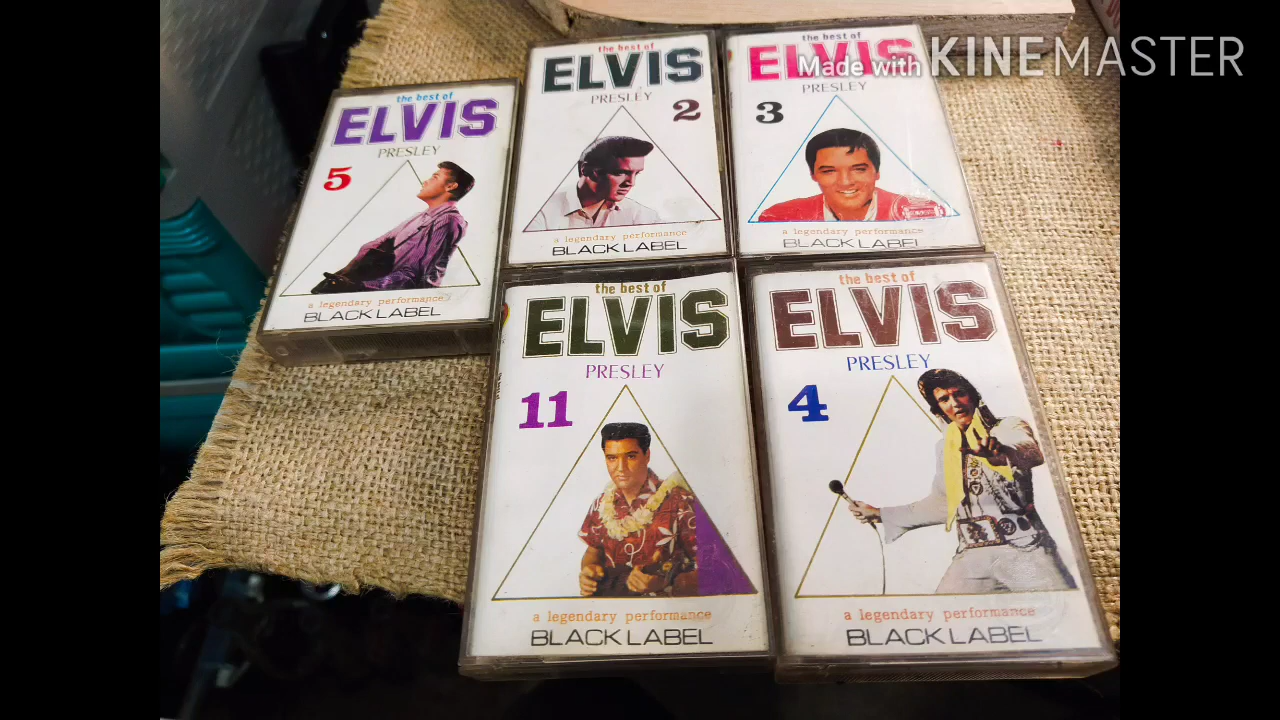 the best of
ELVIS
PRESLEY
5
a legendary performance
BLACK LABEL
the best of
ELVIS
PRESLEY
2
a legendary performance
BLACK LABEL
the best of
ELVIS
PRESLEY
3
a legendary performance
BLACK LABEL
Made with KINEMASTER
the best of
ELVIS
PRESLEY
11
a legendary performance
BLACK LABEL
the best of
ELVIS
PRESLEY
4
a legendary performance
BLACK LABEL